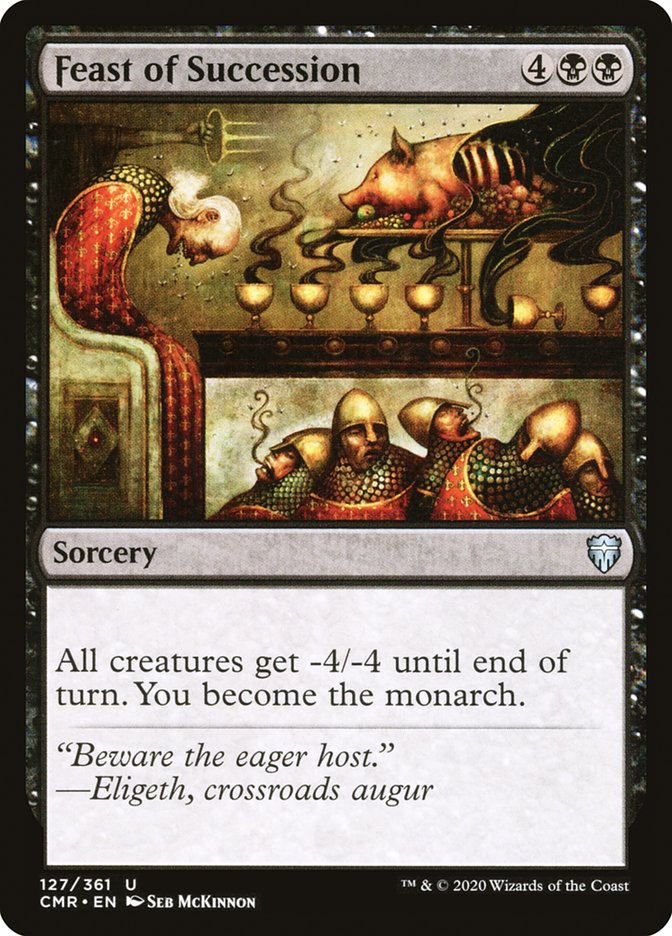 Feast of Succession 4
Sorcery
All creatures get -4/-4 until end of
turn. You become the monarch.
“Beware the eager host.”
—Eligeth, crossroads augur
127/361 U
CMR • EN Seb McKinnon
™ & © 2020 Wizards of the Coast